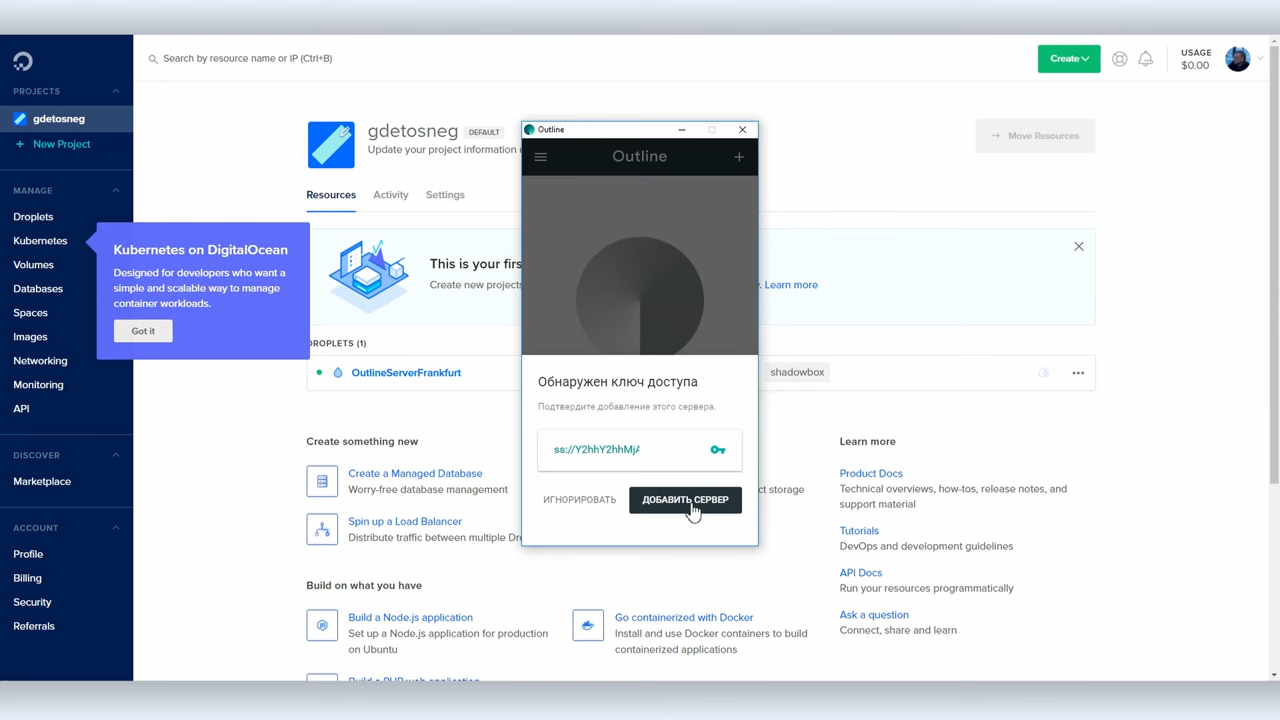 Search by resource name or IP (Ctrl+B)
Create
USAGE
$0.00
PROJECTS
gdetosneg
+ New Project
MANAGE
Droplets
Kubernetes
Volumes
Databases
Spaces
Images
Networking
Monitoring
API
DISCOVER
Marketplace
ACCOUNT
Profile
Billing
Security
Referrals
Kubernetes on DigitalOcean
Designed for developers who want a
simple and scalable way to manage
container workloads.
Got it
gdetosneg DEFAULT
Update your project information
→ Move Resources
Resources Activity Settings
This is your firs
Create new projects
. Learn more
DROPLETS (1)
OutlineServerFrankfurt
shadowbox
Create something new
Create a Managed Database
Worry-free database management
ct storage
Spin up a Load Balancer
Distribute traffic between multiple Dr
Build on what you have
Build a Node.js application
Set up a Node.js application for production
on Ubuntu
Go containerized with Docker
Install and use Docker containers to build
containerized applications
Build a PHP web application
Learn more
Product Docs
Technical overviews, how-tos, release notes, and
support material
Tutorials
DevOps and development guidelines
API Docs
Run your resources programmatically
Ask a question
Connect, share and learn
Outline
Outline
Обнаружен ключ доступа
Подтвердите добавление этого сервера.
ss://Y2hhY2hhMjA
ИГНОРИРОВАТЬ
ДОБАВИТЬ СЕРВЕР